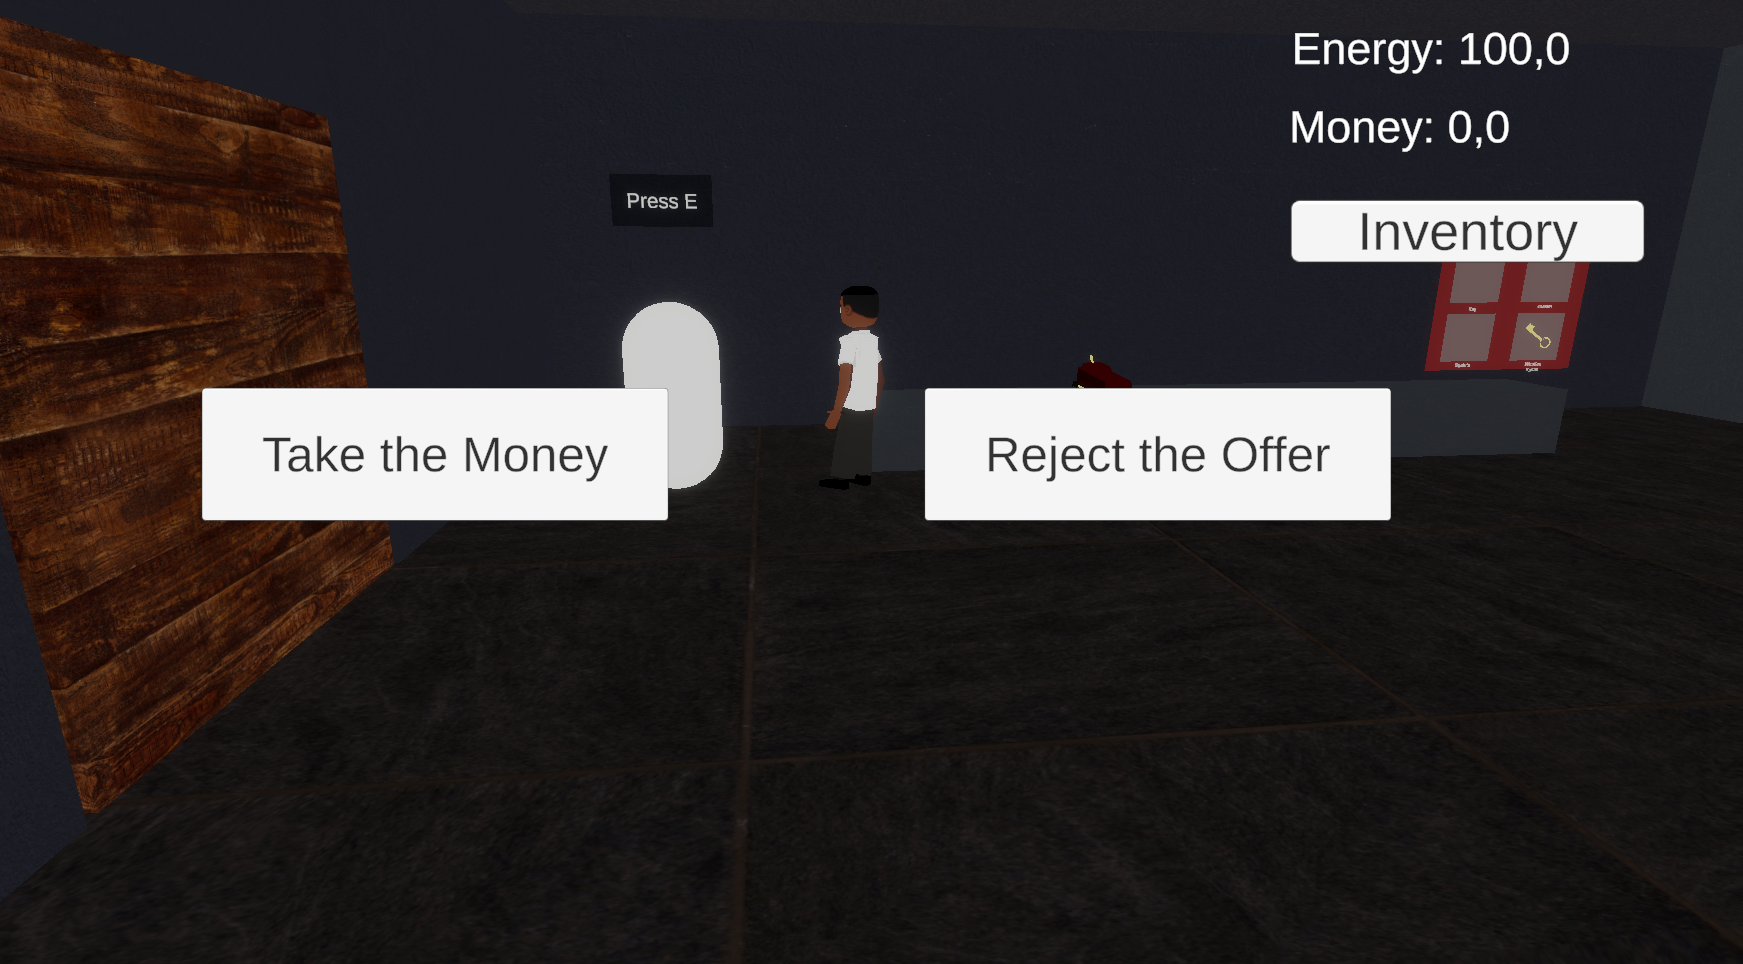 Energy: 100,0
Money: 0,0
Press E
Inventory
Take the Money
Reject the Offer